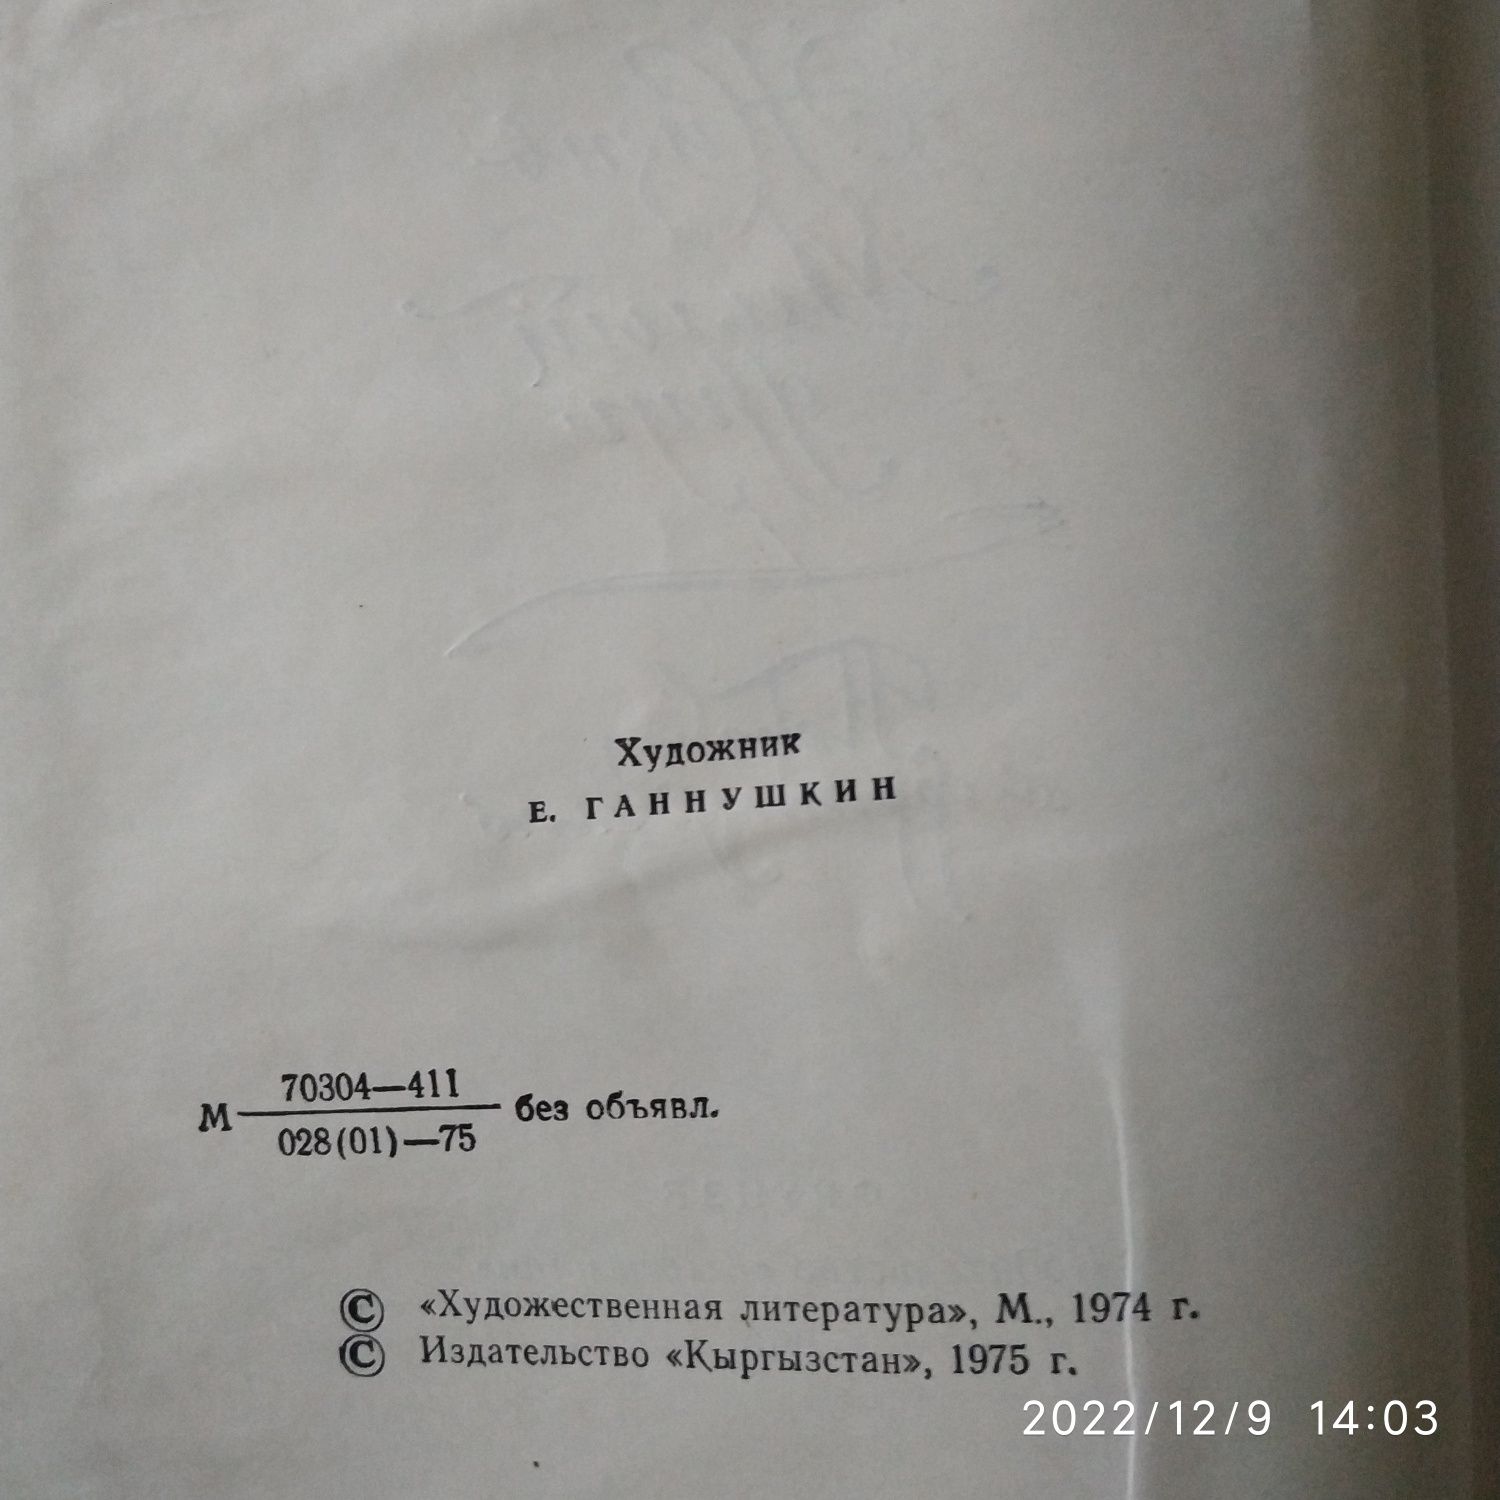 Художник
Е. ГАННУШКИН
М 70304—411 без объявл.
028(01)—75
© «Художественная литература», М., 1974 г.
© Издательство «Қыргызстан», 1975 г.
2022/12/9 14:03